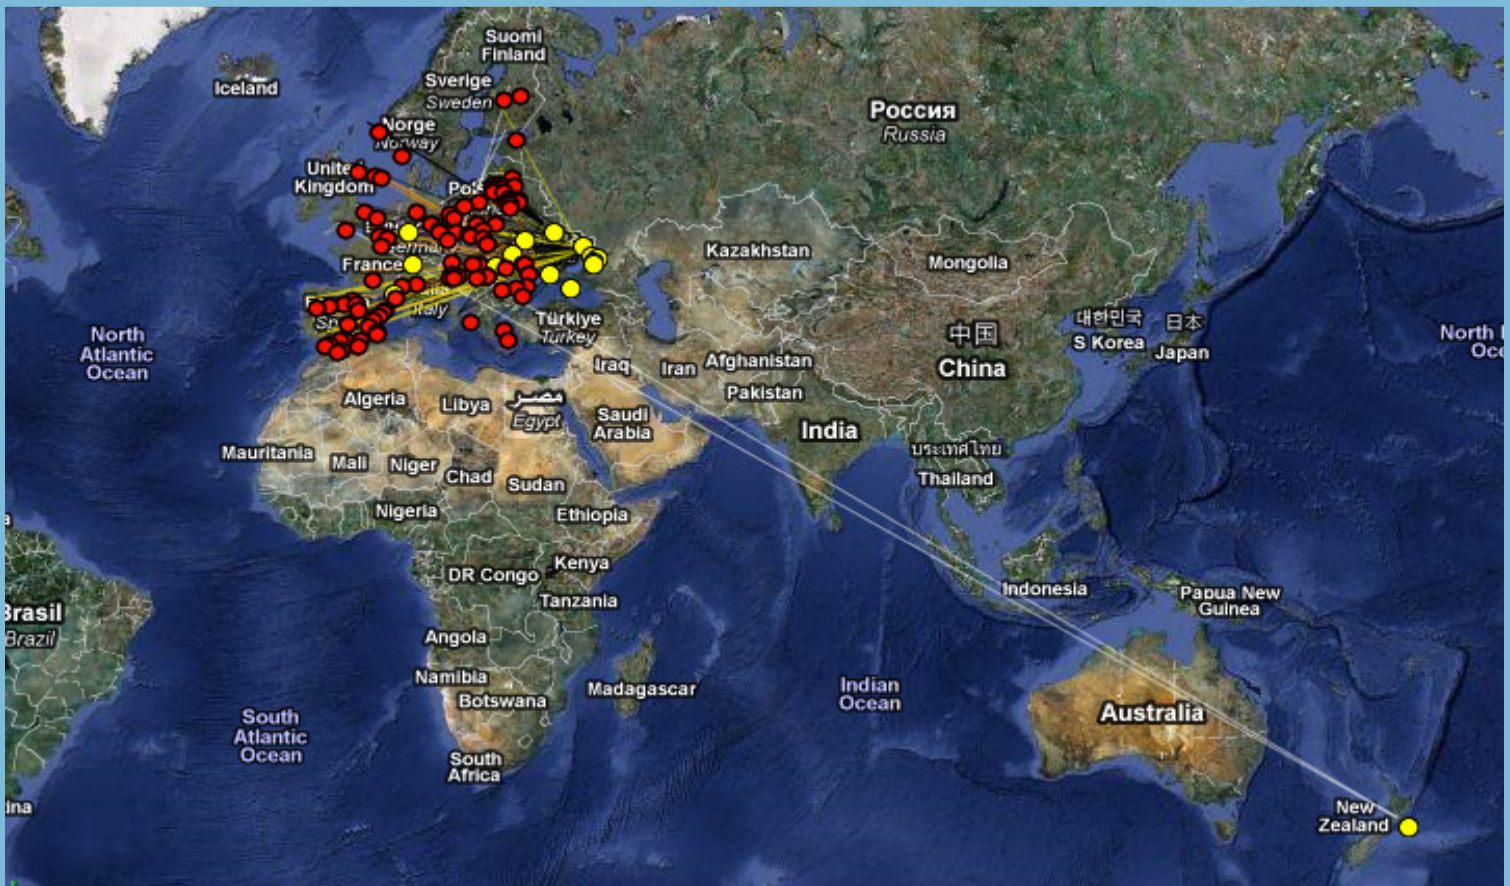 Suomi
Finland
Sverige
Sweden
Iceland
Norge
Norway
Россия
Russia
United
Kingdom
Kazakhstan
Mongolia
France
Italy
Türkiye
Turkey
North
Atlantic
Ocean
대한민국
S Korea
日本
Japan
中国
China
Iraq
Iran
Afghanistan
Pakistan
Algeria
Libya
مصر
Egypt
Saudi
Arabia
India
ประเทศไทย
Thailand
Mauritania
Mali
Niger
Chad
Sudan
Nigeria
Ethiopia
DR Congo
Kenya
Tanzania
Indonesia
Papua New
Guinea
Brasil
Brazil
Angola
Namibia
Botswana
Madagascar
Indian
Ocean
Australia
South
Atlantic
Ocean
South
Africa
New
Zealand